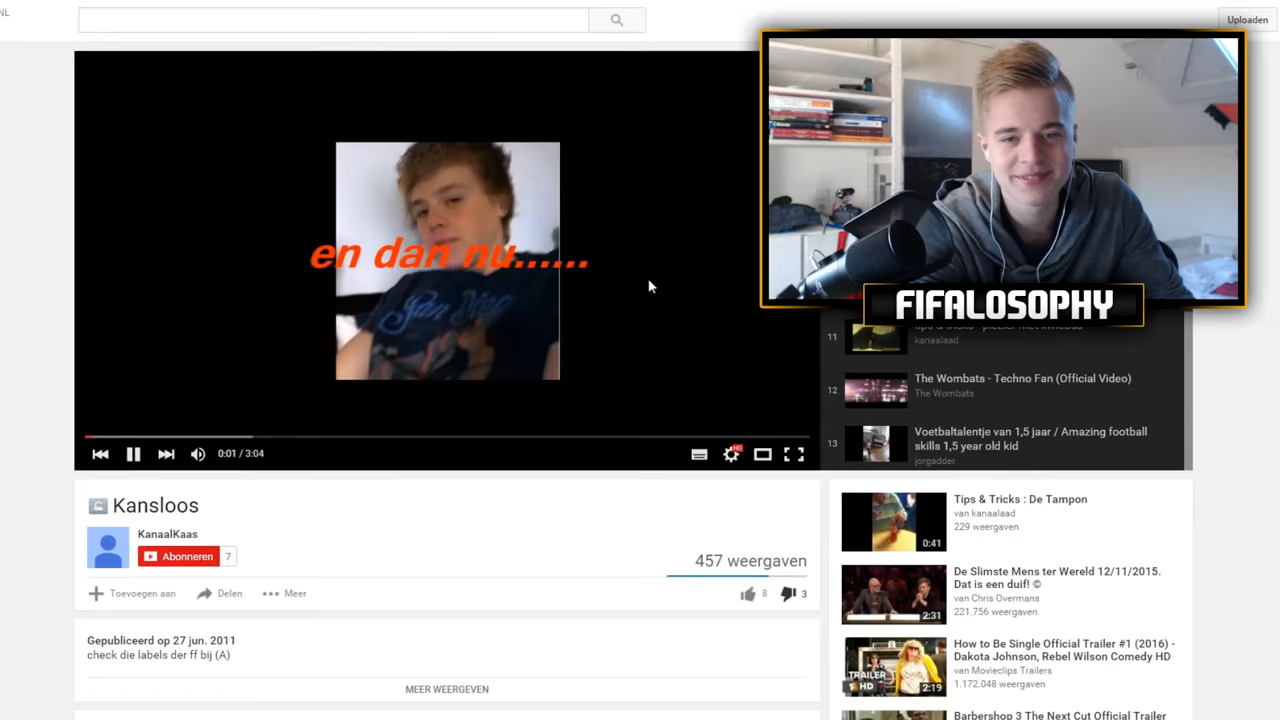 NL
Uploaden
en dan nu......
FIFALOSOPHY
0:01 / 3:04
11
tips & tricks - plezier met kwiebus
kanaalaad
12
The Wombats - Techno Fan (Official Video)
The Wombats
13
Voetbaltalentje van 1,5 jaar / Amazing football
skills 1,5 year old kid
jorgadder
Kansloos
KanaalKaas
Abonneren 7
457 weergaven
Toevoegen aan
Delen
Meer
8
3
Gepubliceerd op 27 jun. 2011
check die labels der ff bij (A)
MEER WEERGEVEN
0:41
Tips & Tricks : De Tampon
van kanaalaad
229 weergaven
2:31
De Slimste Mens ter Wereld 12/11/2015.
Dat is een duif! ©
van Chris Overmans
221.756 weergaven
TRAILER
HD
2:19
How to Be Single Official Trailer #1 (2016) -
Dakota Johnson, Rebel Wilson Comedy HD
van Movieclips Trailers
1.172.048 weergaven
Barbershop 3 The Next Cut Official Trailer